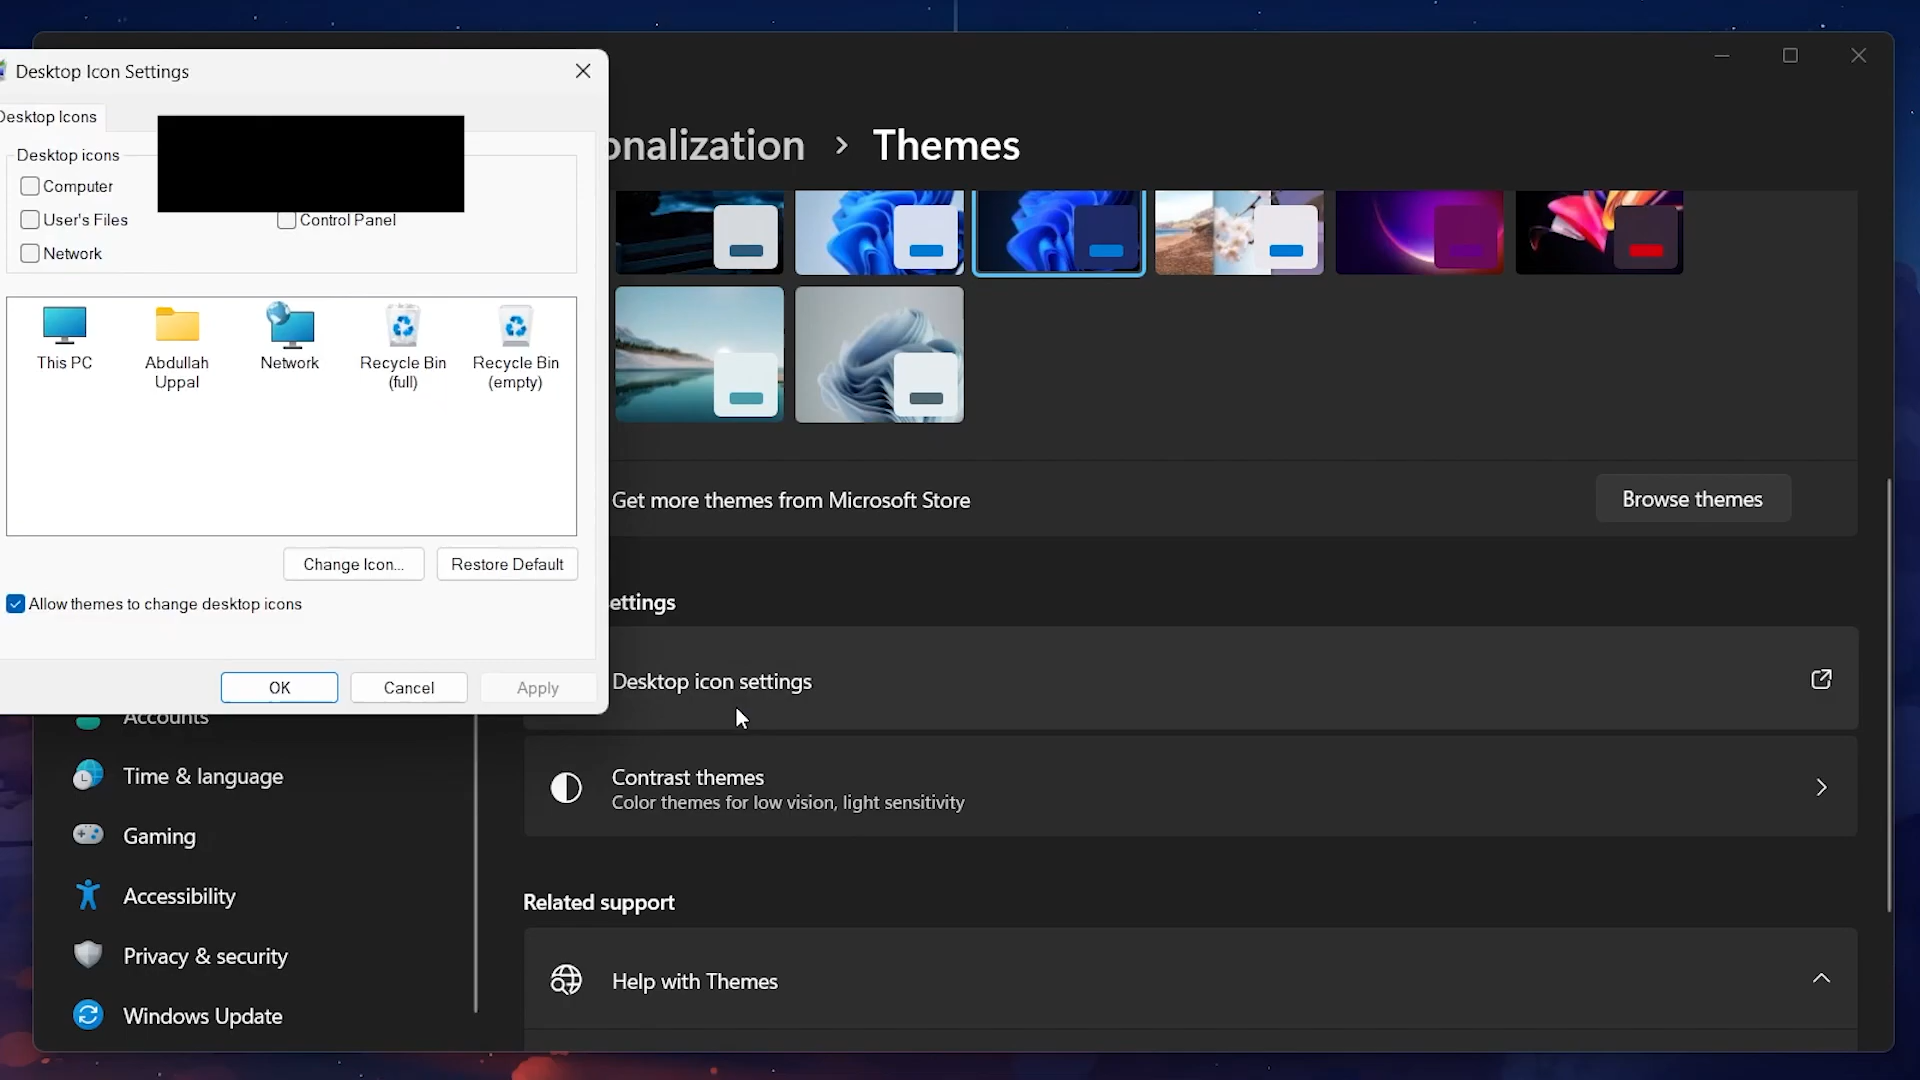 Desktop Icon Settings
Desktop Icons
Desktop icons
Computer
User's Files
Control Panel
Network
This PC
Abdullah
Uppal
Network
Recycle Bin
(full)
Recycle Bin
(empty)
Change Icon...
Restore Default
Allow themes to change desktop icons
OK
Cancel
Apply
onalization > Themes
Get more themes from Microsoft Store
Browse themes
ettings
Desktop icon settings
Contrast themes
Color themes for low vision, light sensitivity
Related support
Help with Themes
Accounts
Time & language
Gaming
Accessibility
Privacy & security
Windows Update